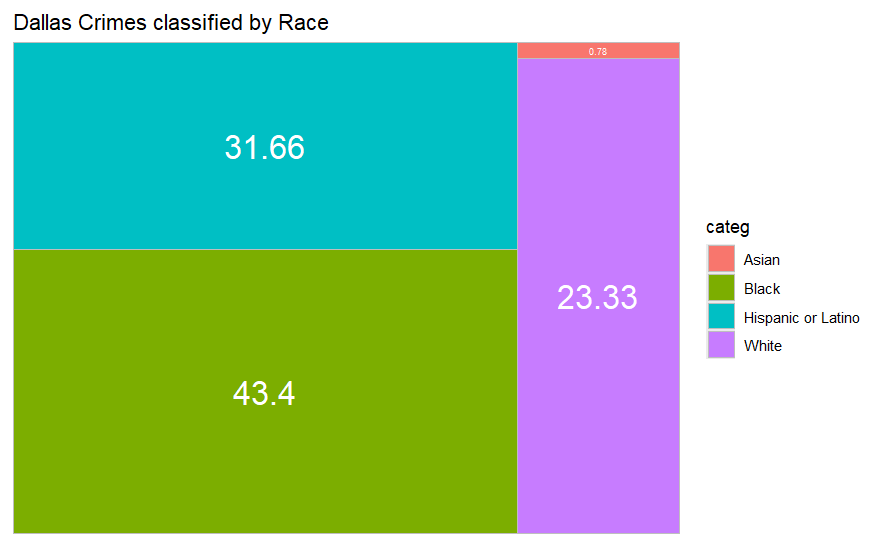 Dallas Crimes classified by Race
0.78
31.66
23.33
43.4
categ
Asian
Black
Hispanic or Latino
White